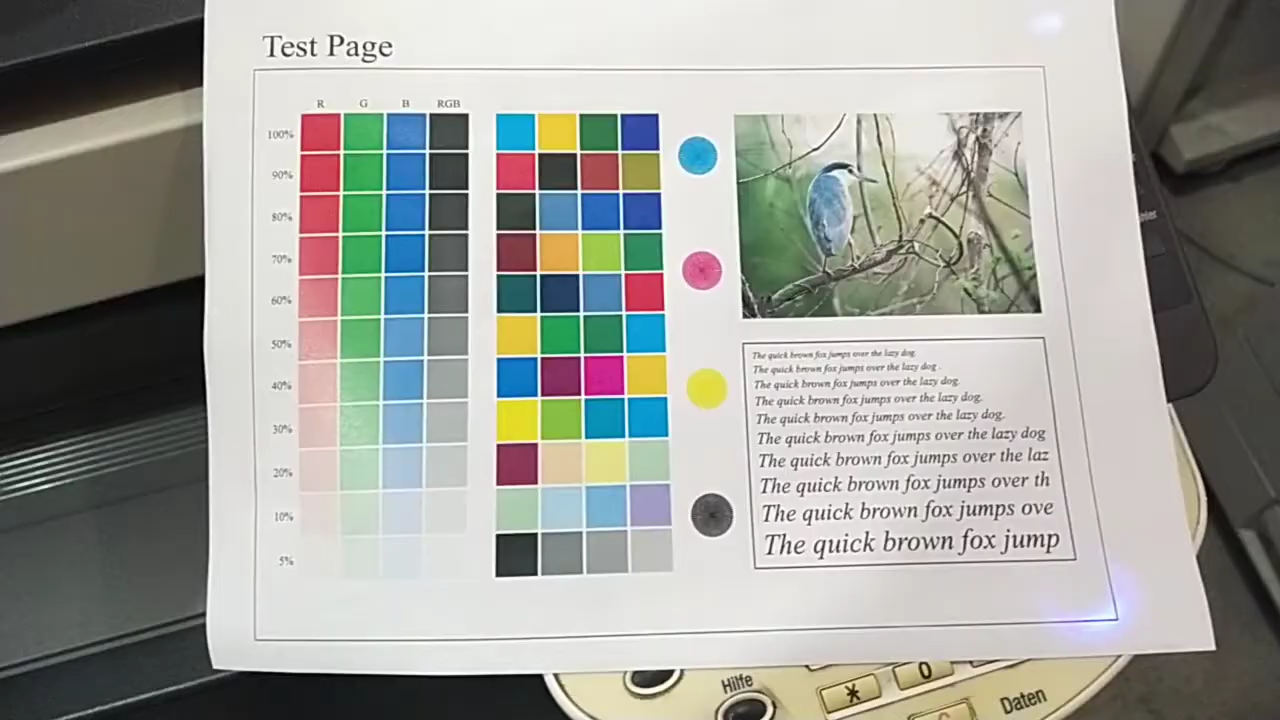 Test Page
R G B RGB
100%
90%
80%
70%
60%
50%
40%
30%
20%
10%
5%
The quick brown fox jumps over the lazy dog.
The quick brown fox jumps over the lazy dog .
The quick brown fox jumps over the lazy dog.
The quick brown fox jumps over the lazy dog.
The quick brown fox jumps over the lazy dog.
The quick brown fox jumps over the lazy dog
The quick brown fox jumps over the laz
The quick brown fox jumps over th
The quick brown fox jumps ove
The quick brown fox jump
Hilfe
* 0
Daten